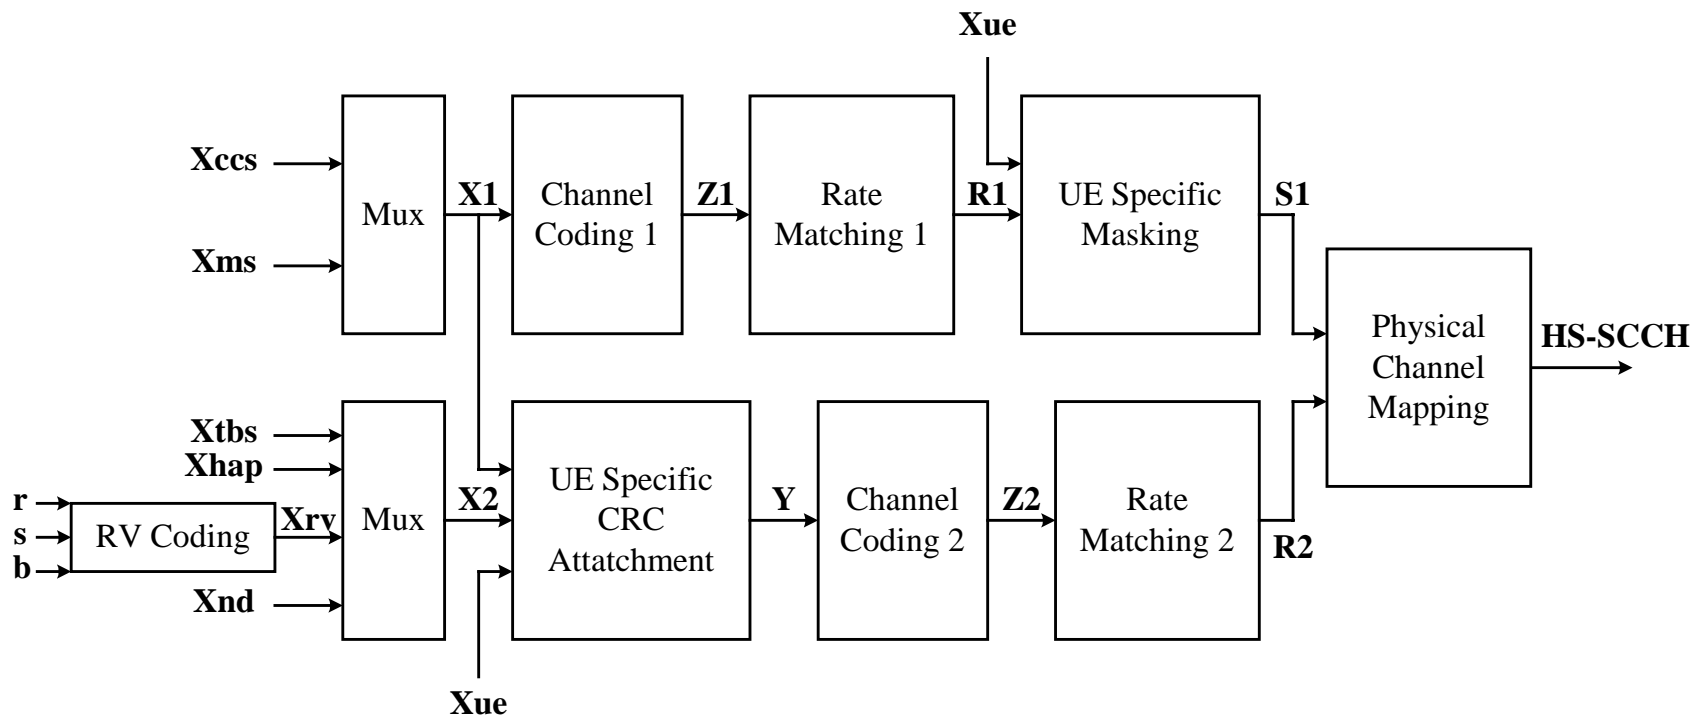 Xue
Xccs
Xms
Mux
X1
Channel
Coding 1
Z1
Rate
Matching 1
R1
UE Specific
Masking
S1
Physical
Channel
Mapping
HS-SCCH
Xtbs
Xhap
r
s
b
RV Coding
Xrv
Xnd
Mux
X2
UE Specific
CRC
Attatchment
Xue
Y
Channel
Coding 2
Z2
Rate
Matching 2
R2